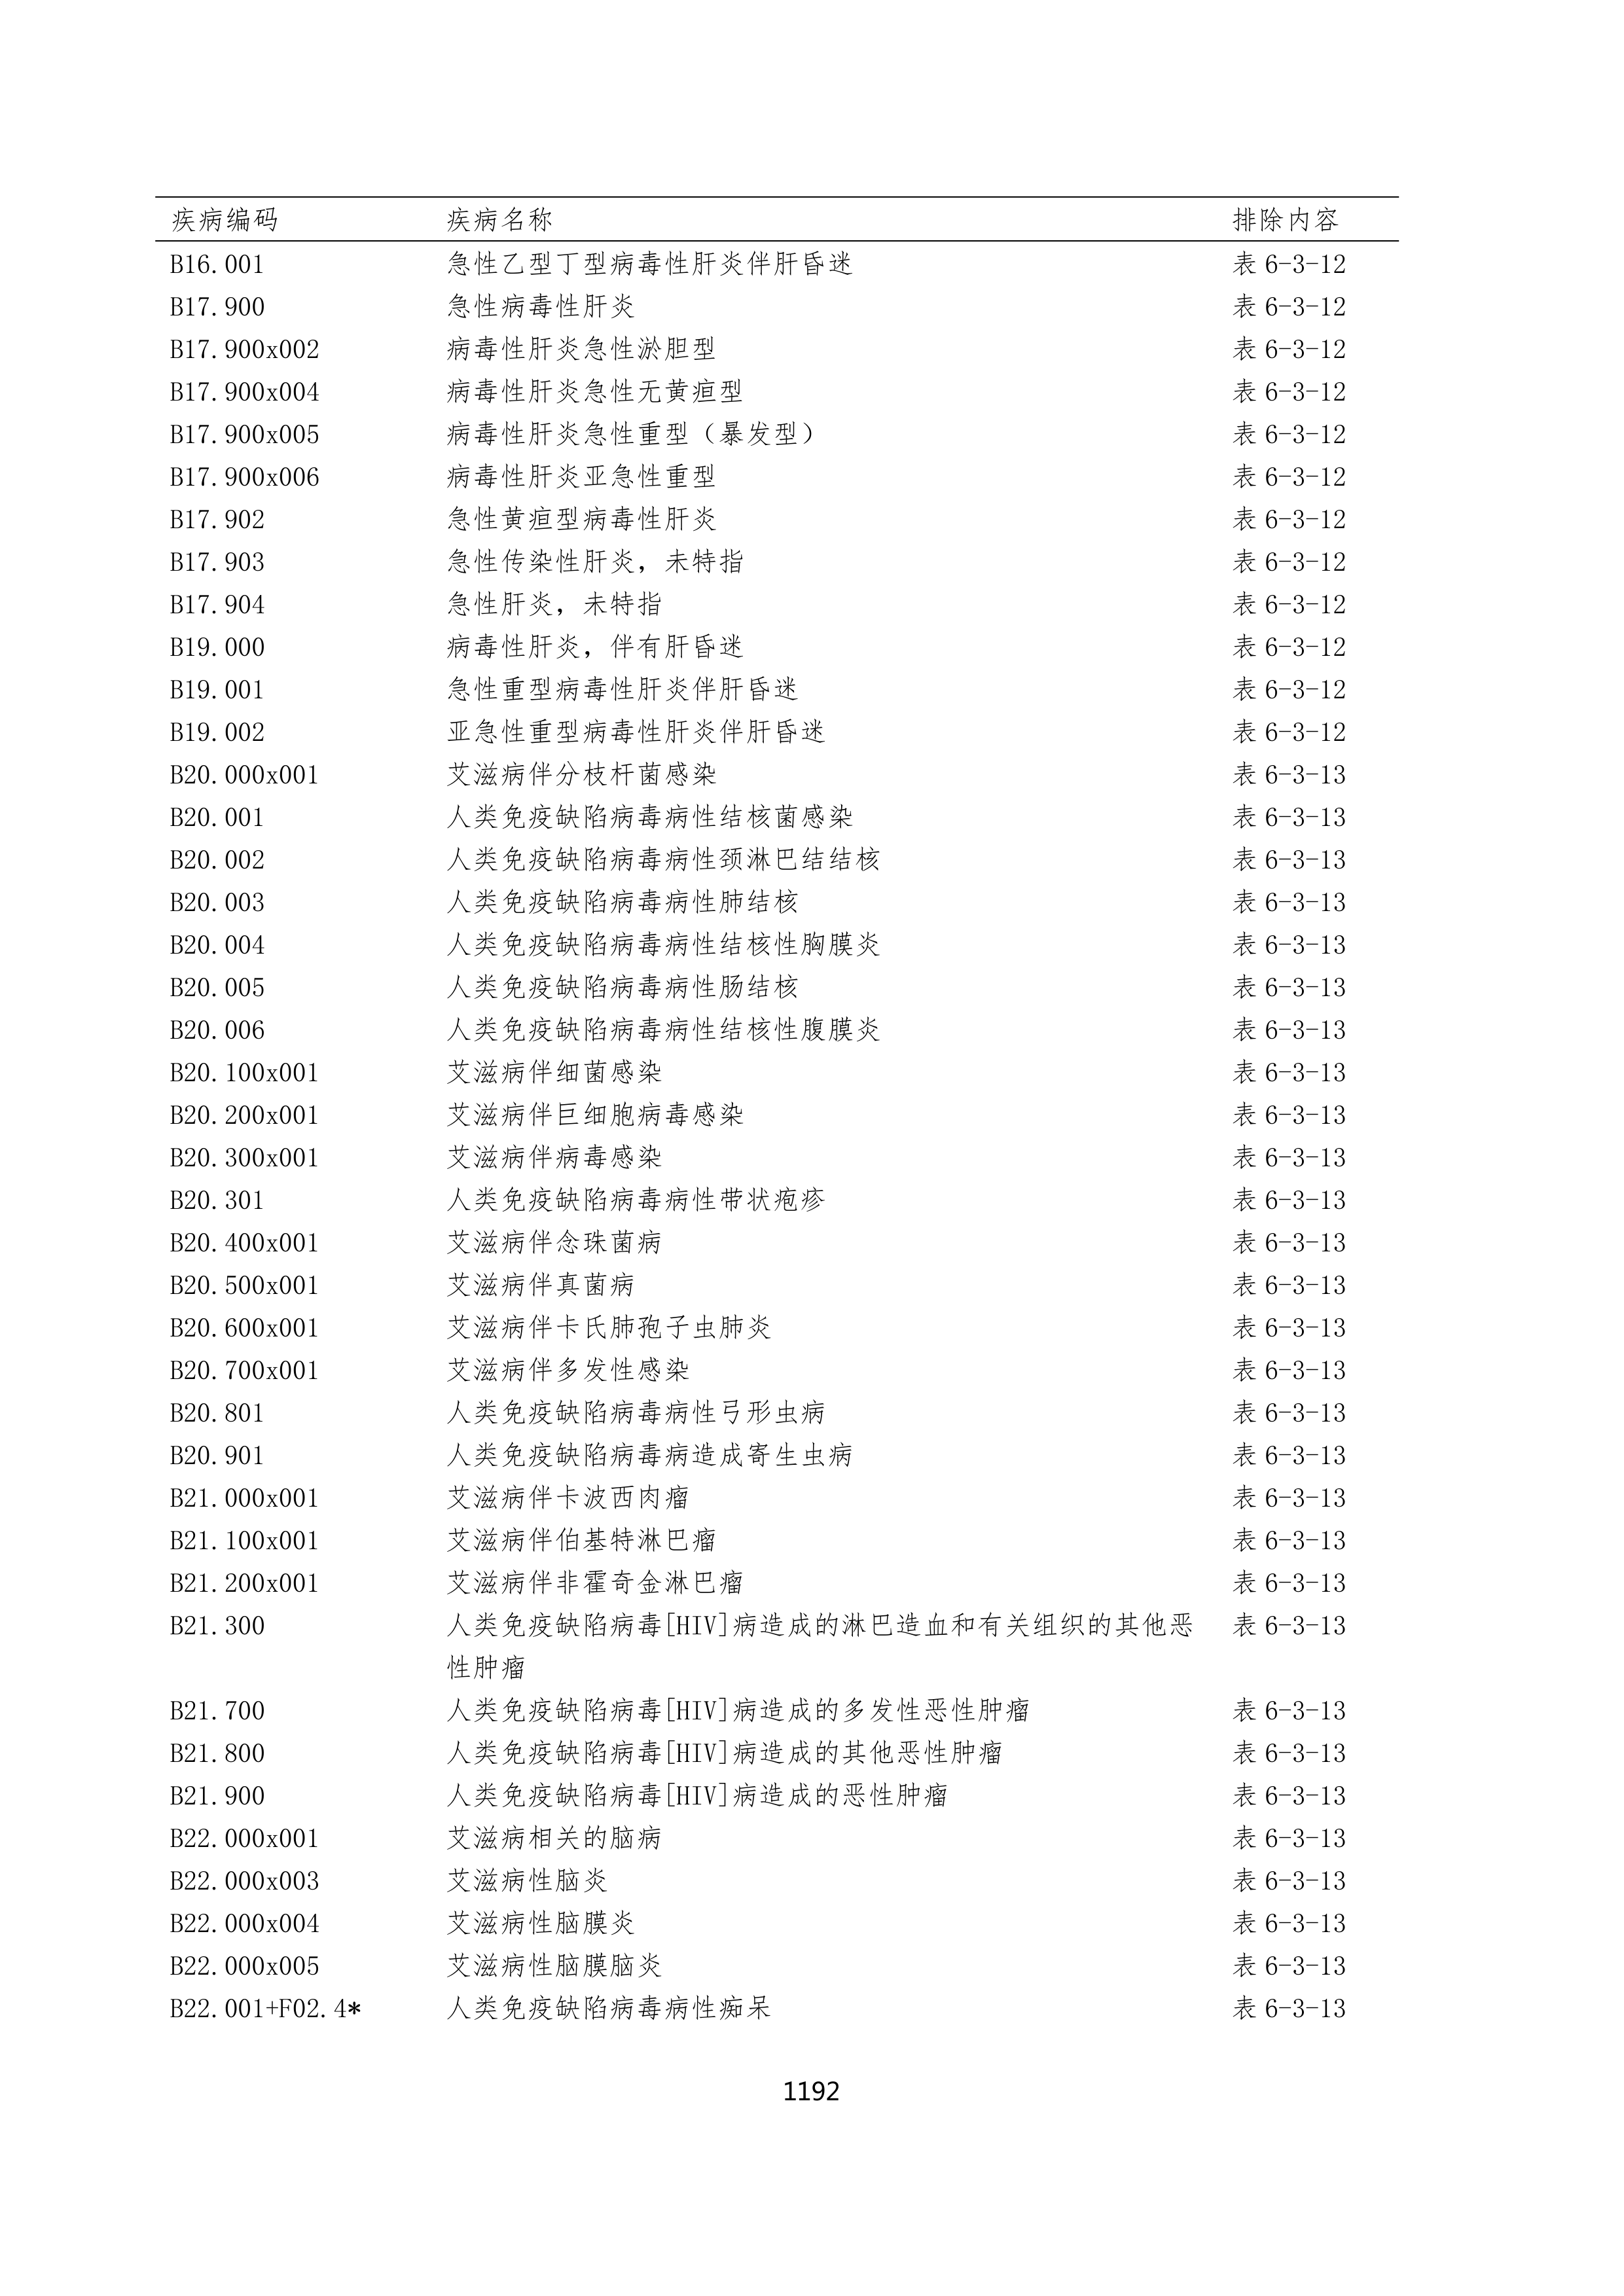 疾病编码 疾病名称 排除内容
B16.001 急性乙型丁型病毒性肝炎伴肝昏迷 表 6-3-12
B17.900 急性病毒性肝炎 表 6-3-12
B17.900x002 病毒性肝炎急性淤胆型 表 6-3-12
B17.900x004 病毒性肝炎急性无黄疸型 表 6-3-12
B17.900x005 病毒性肝炎急性重型（暴发型） 表 6-3-12
B17.900x006 病毒性肝炎亚急性重型 表 6-3-12
B17.902 急性黄疸型病毒性肝炎 表 6-3-12
B17.903 急性传染性肝炎，未特指 表 6-3-12
B17.904 急性肝炎，未特指 表 6-3-12
B19.000 病毒性肝炎，伴有肝昏迷 表 6-3-12
B19.001 急性重型病毒性肝炎伴肝昏迷 表 6-3-12
B19.002 亚急性重型病毒性肝炎伴肝昏迷 表 6-3-12
B20.000x001 艾滋病伴分枝杆菌感染 表 6-3-13
B20.001 人类免疫缺陷病毒病性结核菌感染 表 6-3-13
B20.002 人类免疫缺陷病毒病性颈淋巴结结核 表 6-3-13
B20.003 人类免疫缺陷病毒病性肺结核 表 6-3-13
B20.004 人类免疫缺陷病毒病性结核性胸膜炎 表 6-3-13
B20.005 人类免疫缺陷病毒病性肠结核 表 6-3-13
B20.006 人类免疫缺陷病毒病性结核性腹膜炎 表 6-3-13
B20.100x001 艾滋病伴细菌感染 表 6-3-13
B20.200x001 艾滋病伴巨细胞病毒感染 表 6-3-13
B20.300x001 艾滋病伴病毒感染 表 6-3-13
B20.301 人类免疫缺陷病毒病性带状疱疹 表 6-3-13
B20.400x001 艾滋病伴念珠菌病 表 6-3-13
B20.500x001 艾滋病伴真菌病 表 6-3-13
B20.600x001 艾滋病伴卡氏肺孢子虫肺炎 表 6-3-13
B20.700x001 艾滋病伴多发性感染 表 6-3-13
B20.801 人类免疫缺陷病毒病性弓形虫病 表 6-3-13
B20.901 人类免疫缺陷病毒病造成寄生虫病 表 6-3-13
B21.000x001 艾滋病伴卡波西肉瘤 表 6-3-13
B21.100x001 艾滋病伴伯基特淋巴瘤 表 6-3-13
B21.200x001 艾滋病伴非霍奇金淋巴瘤 表 6-3-13
B21.300 人类免疫缺陷病毒[HIV]病造成的淋巴造血和有关组织的其他恶 表 6-3-13
性肿瘤
B21.700 人类免疫缺陷病毒[HIV]病造成的多发性恶性肿瘤 表 6-3-13
B21.800 人类免疫缺陷病毒[HIV]病造成的其他恶性肿瘤 表 6-3-13
B21.900 人类免疫缺陷病毒[HIV]病造成的恶性肿瘤 表 6-3-13
B22.000x001 艾滋病相关的脑病 表 6-3-13
B22.000x003 艾滋病性脑炎 表 6-3-13
B22.000x004 艾滋病性脑膜炎 表 6-3-13
B22.000x005 艾滋病性脑膜脑炎 表 6-3-13
B22.001+F02.4* 人类免疫缺陷病毒病性痴呆 表 6-3-13
1192